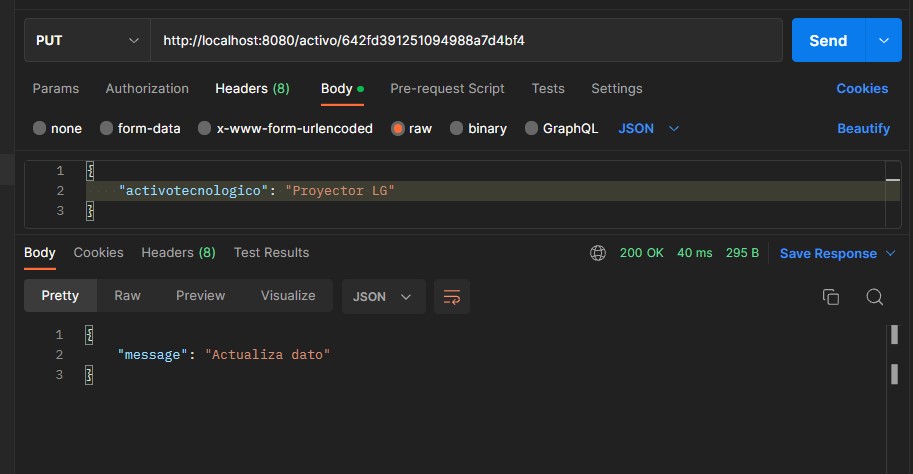 PUT http://localhost:8080/activo/642fd391251094988a7d4bf4 Send
Params Authorization Headers (8) Body Pre-request Script Tests Settings Cookies
none form-data x-www-form-urlencoded raw binary GraphQL JSON Beautify
1 {
2 "activotecnologico": "Proyector LG"
3 }
Body Cookies Headers (8) Test Results 200 OK 40 ms 295 B Save Response
Pretty Raw Preview Visualize JSON
1 {
2 "message": "Actualiza dato"
3 }